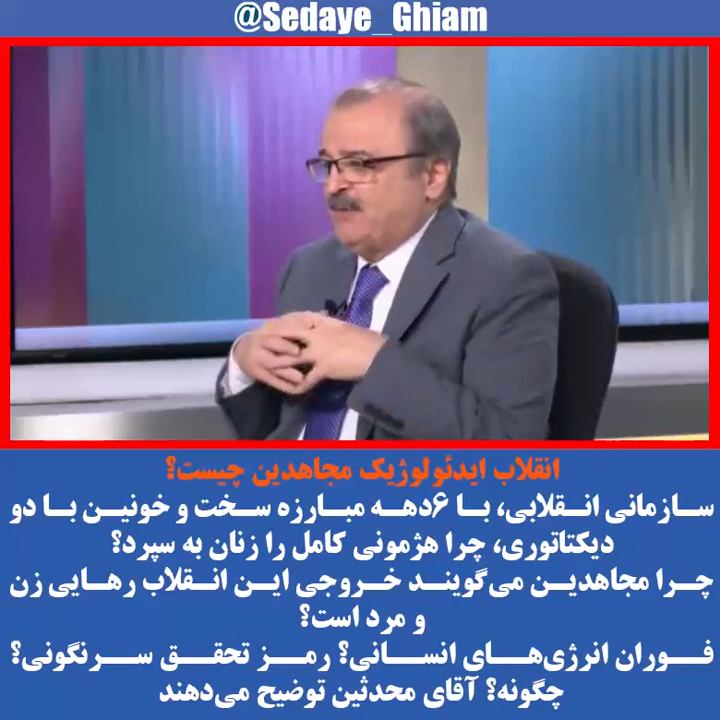 @Sedaye_Ghiam
انقلاب ایدئولوژیک مجاهدین چیست؟
سازمانی انقلابی، با ۶دهه مبارزه سخت و خونین با دو
دیکتاتوری، چرا هژمونی کامل را زنان به سپرد؟
چرا مجاهدین می‌گویند خروجی این انقلاب رهایی زن
و مرد است؟
فوران انرژی‌های انسانی؟ رمز تحقق سرنگونی؟
چگونه؟ آقای محدثین توضیح می‌دهند